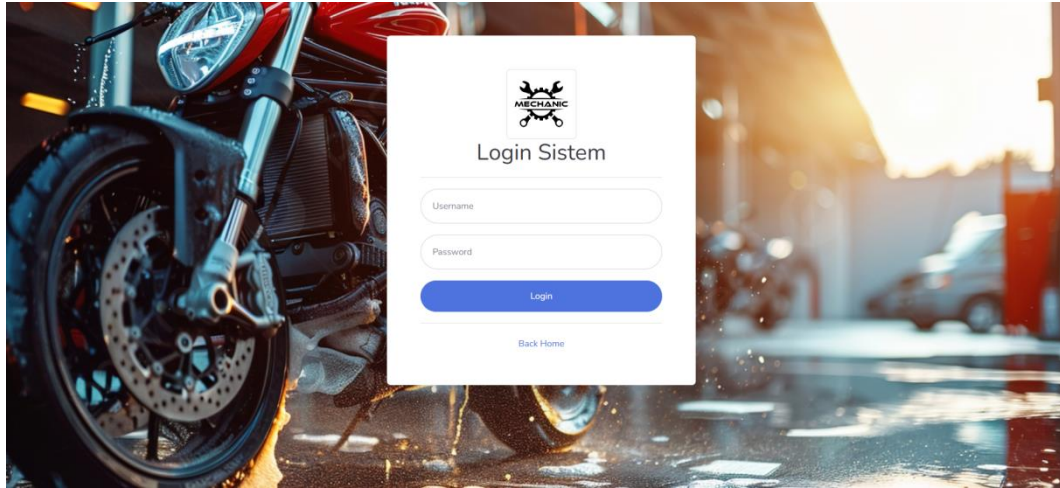 MECHANIC
Login Sistem
Username
Password
Login
Back Home